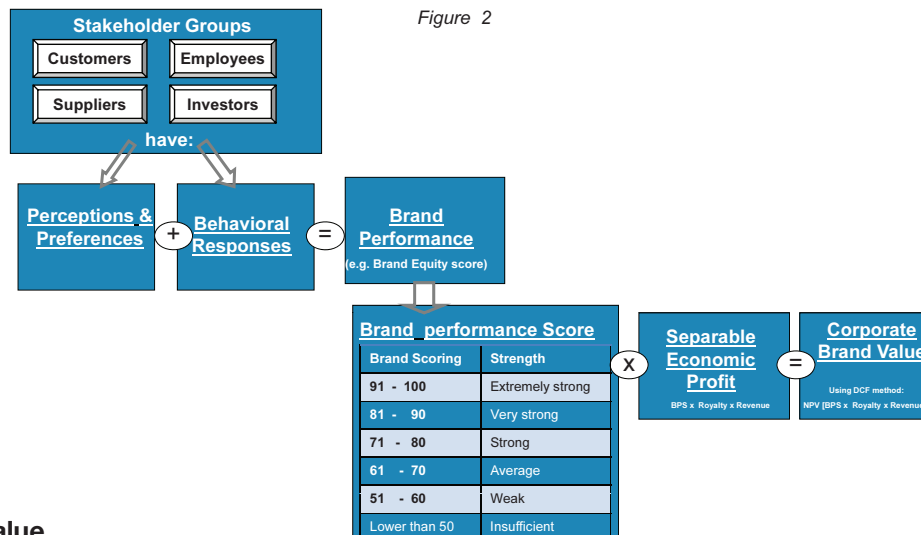 Figure 2
Stakeholder Groups
Customers
Employees
Suppliers
Investors
have:
Perceptions &
Preferences
+
Behavioral
Responses
=
Brand
Performance
(e.g. Brand Equity score)
Brand performance Score
Brand Scoring Strength
91 - 100 Extremely strong
81 - 90 Very strong
71 - 80 Strong
61 - 70 Average
51 - 60 Weak
Lower than 50 Insufficient
x
Separable
Economic
Profit
BPS x Royalty x Revenue
=
Corporate
Brand Value
Using DCF method:
NPV [BPS x Royalty x Revenue
alue